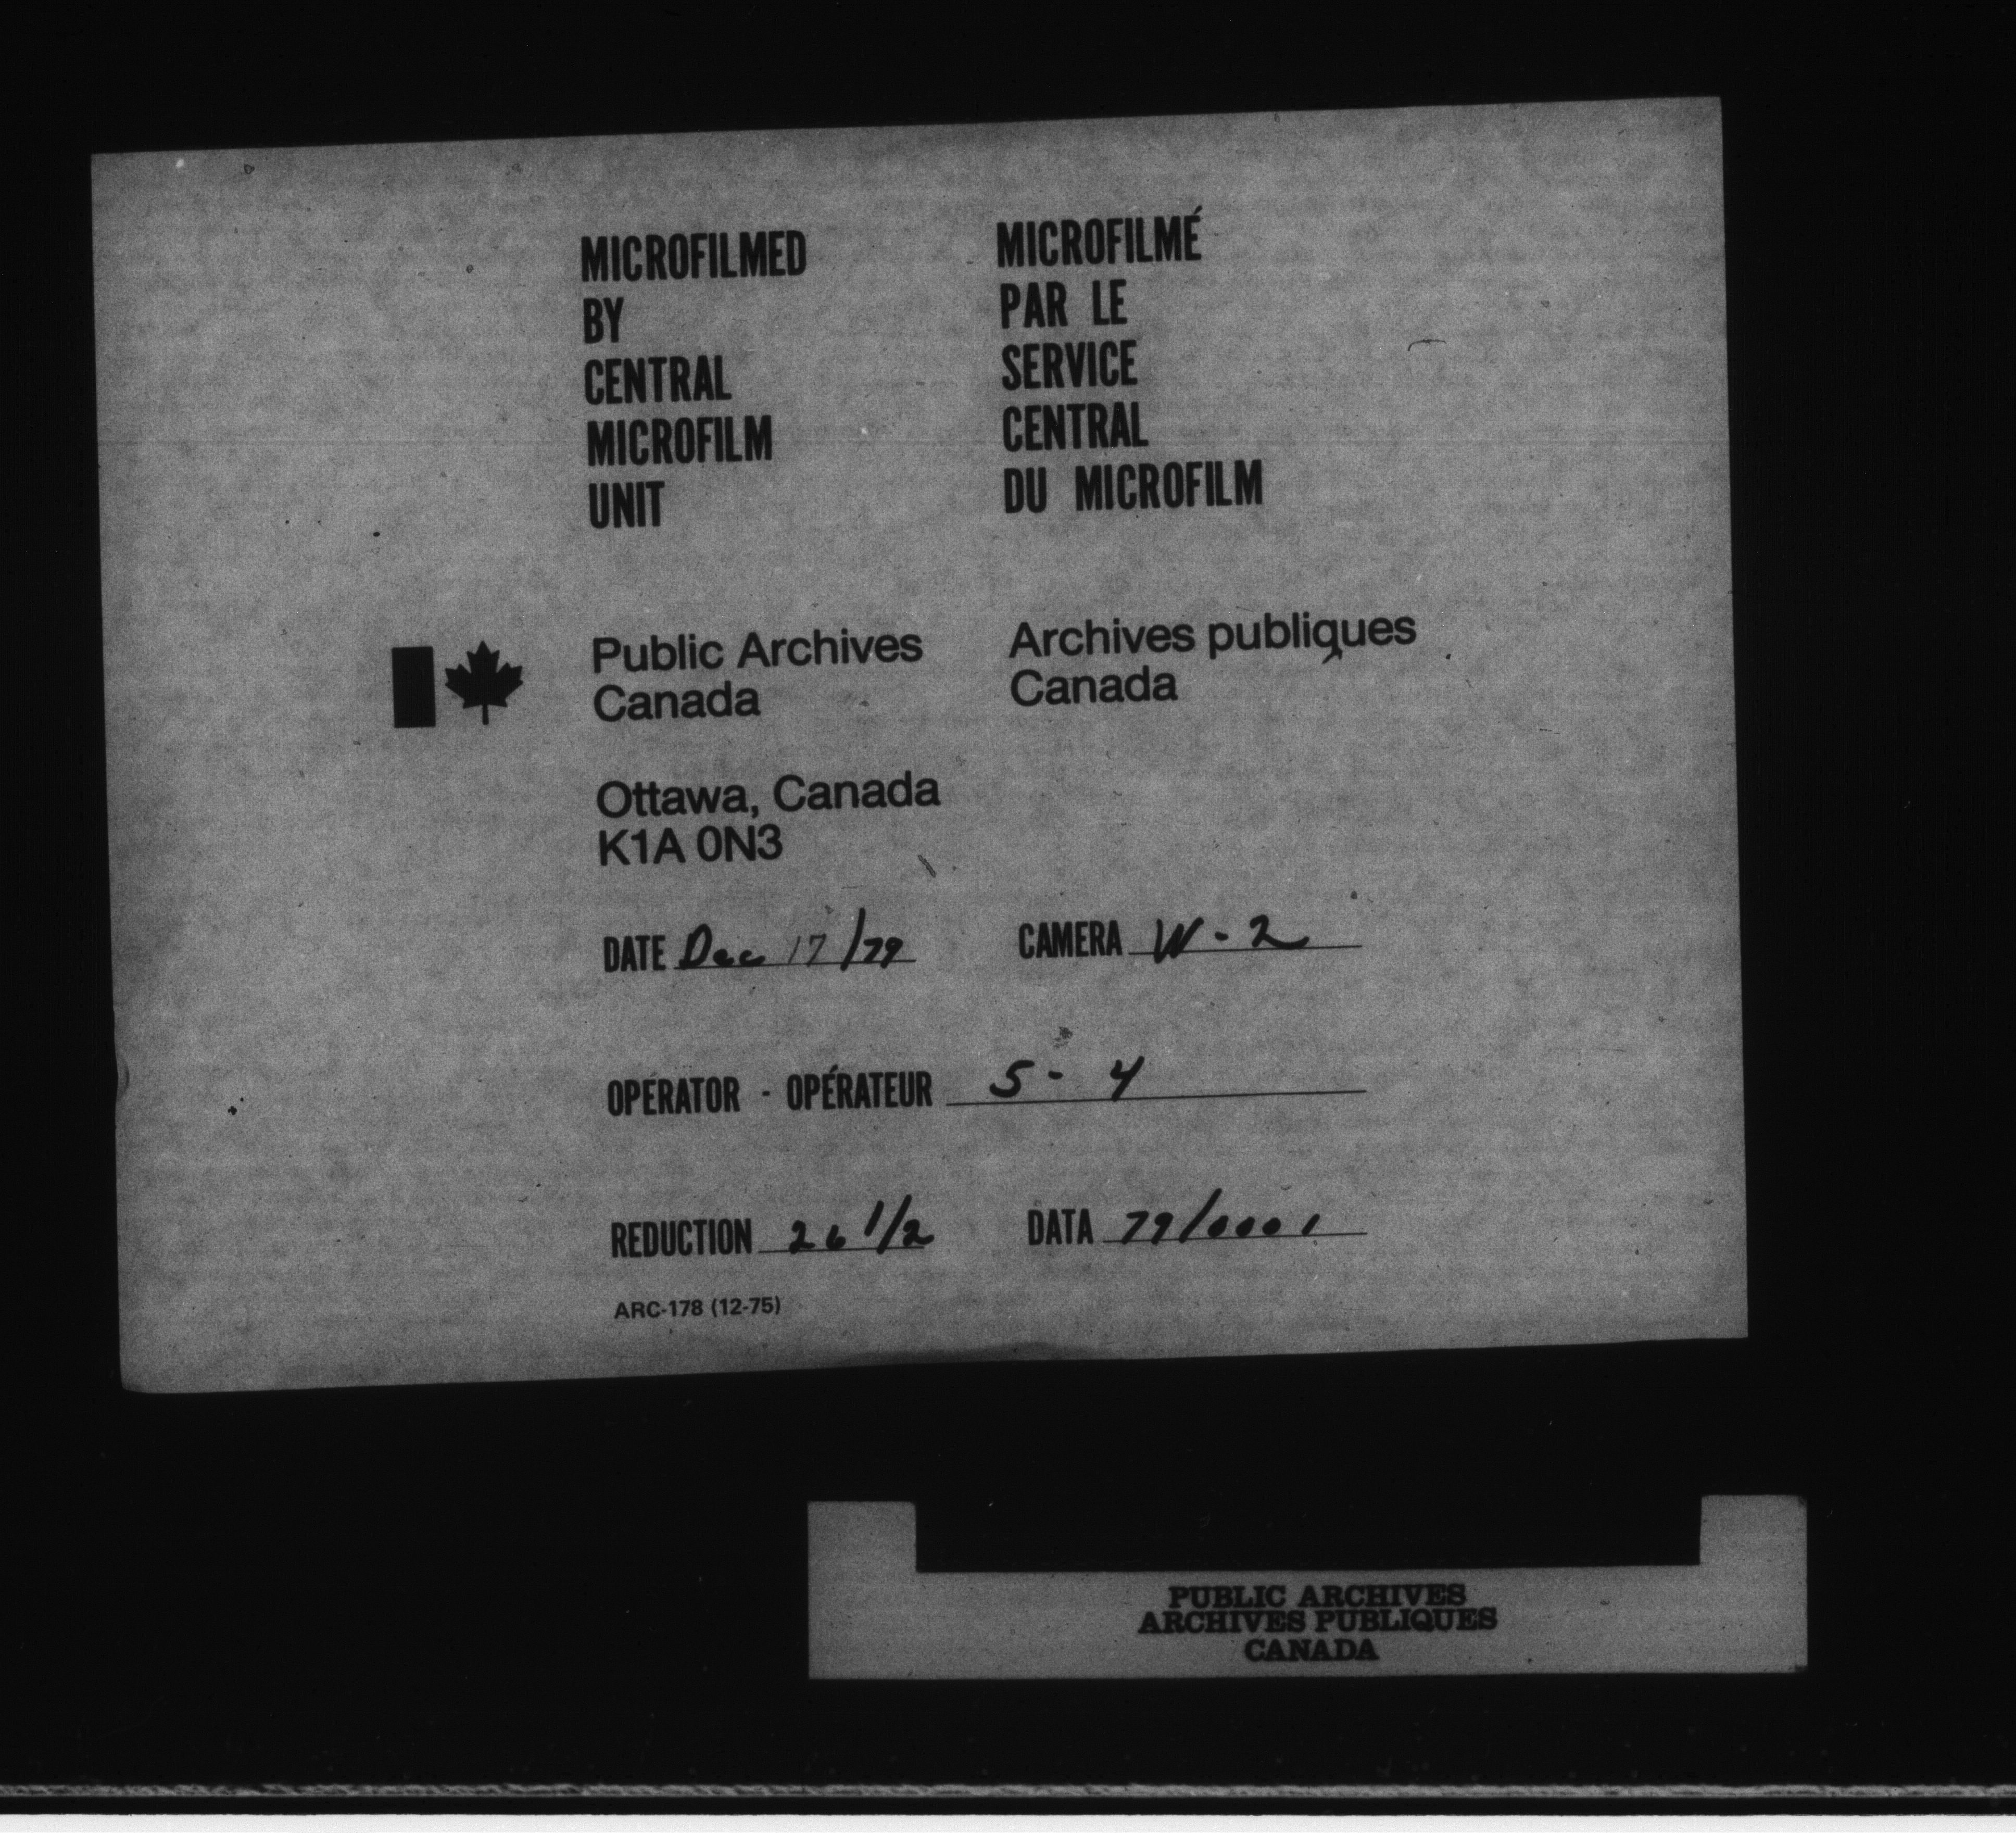 MICROFILMED
BY
CENTRAL
MICROFILM
UNIT
MICROFILMÉ
PAR LE
SERVICE
CENTRAL
DU MICROFILM
Public Archives
Canada
Archives publiques
Canada
Ottawa, Canada
K1A 0N3
DATE Dec 17/79
CAMERA W-2
OPERATOR - OPÉRATEUR 5- 4
REDUCTION 26 1/2
DATA 79/0001
ARC-178 (12-75)
PUBLIC ARCHIVES
ARCHIVES PUBLIQUES
CANADA